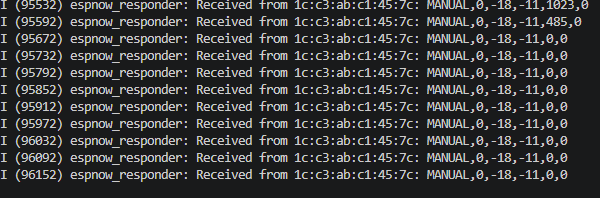 I (95532) espnow_responder: Received from 1c:c3:ab:c1:45:7c: MANUAL,0,-18,-11,1023,0
I (95592) espnow_responder: Received from 1c:c3:ab:c1:45:7c: MANUAL,0,-18,-11,485,0
I (95672) espnow_responder: Received from 1c:c3:ab:c1:45:7c: MANUAL,0,-18,-11,0,0
I (95732) espnow_responder: Received from 1c:c3:ab:c1:45:7c: MANUAL,0,-18,-11,0,0
I (95792) espnow_responder: Received from 1c:c3:ab:c1:45:7c: MANUAL,0,-18,-11,0,0
I (95852) espnow_responder: Received from 1c:c3:ab:c1:45:7c: MANUAL,0,-18,-11,0,0
I (95912) espnow_responder: Received from 1c:c3:ab:c1:45:7c: MANUAL,0,-18,-11,0,0
I (95972) espnow_responder: Received from 1c:c3:ab:c1:45:7c: MANUAL,0,-18,-11,0,0
I (96032) espnow_responder: Received from 1c:c3:ab:c1:45:7c: MANUAL,0,-18,-11,0,0
I (96092) espnow_responder: Received from 1c:c3:ab:c1:45:7c: MANUAL,0,-18,-11,0,0
I (96152) espnow_responder: Received from 1c:c3:ab:c1:45:7c: MANUAL,0,-18,-11,0,0